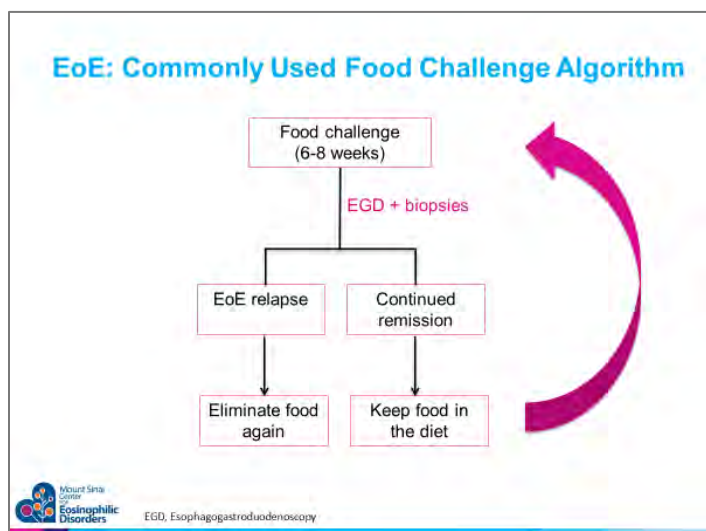 EoE: Commonly Used Food Challenge Algorithm
Food challenge
(6-8 weeks)
EGD + biopsies
EoE relapse
Continued
remission
Eliminate food
again
Keep food in
the diet
Mount Sinai
Center
for
Eosinophilic
Disorders
EGD, Esophagogastroduodenoscopy